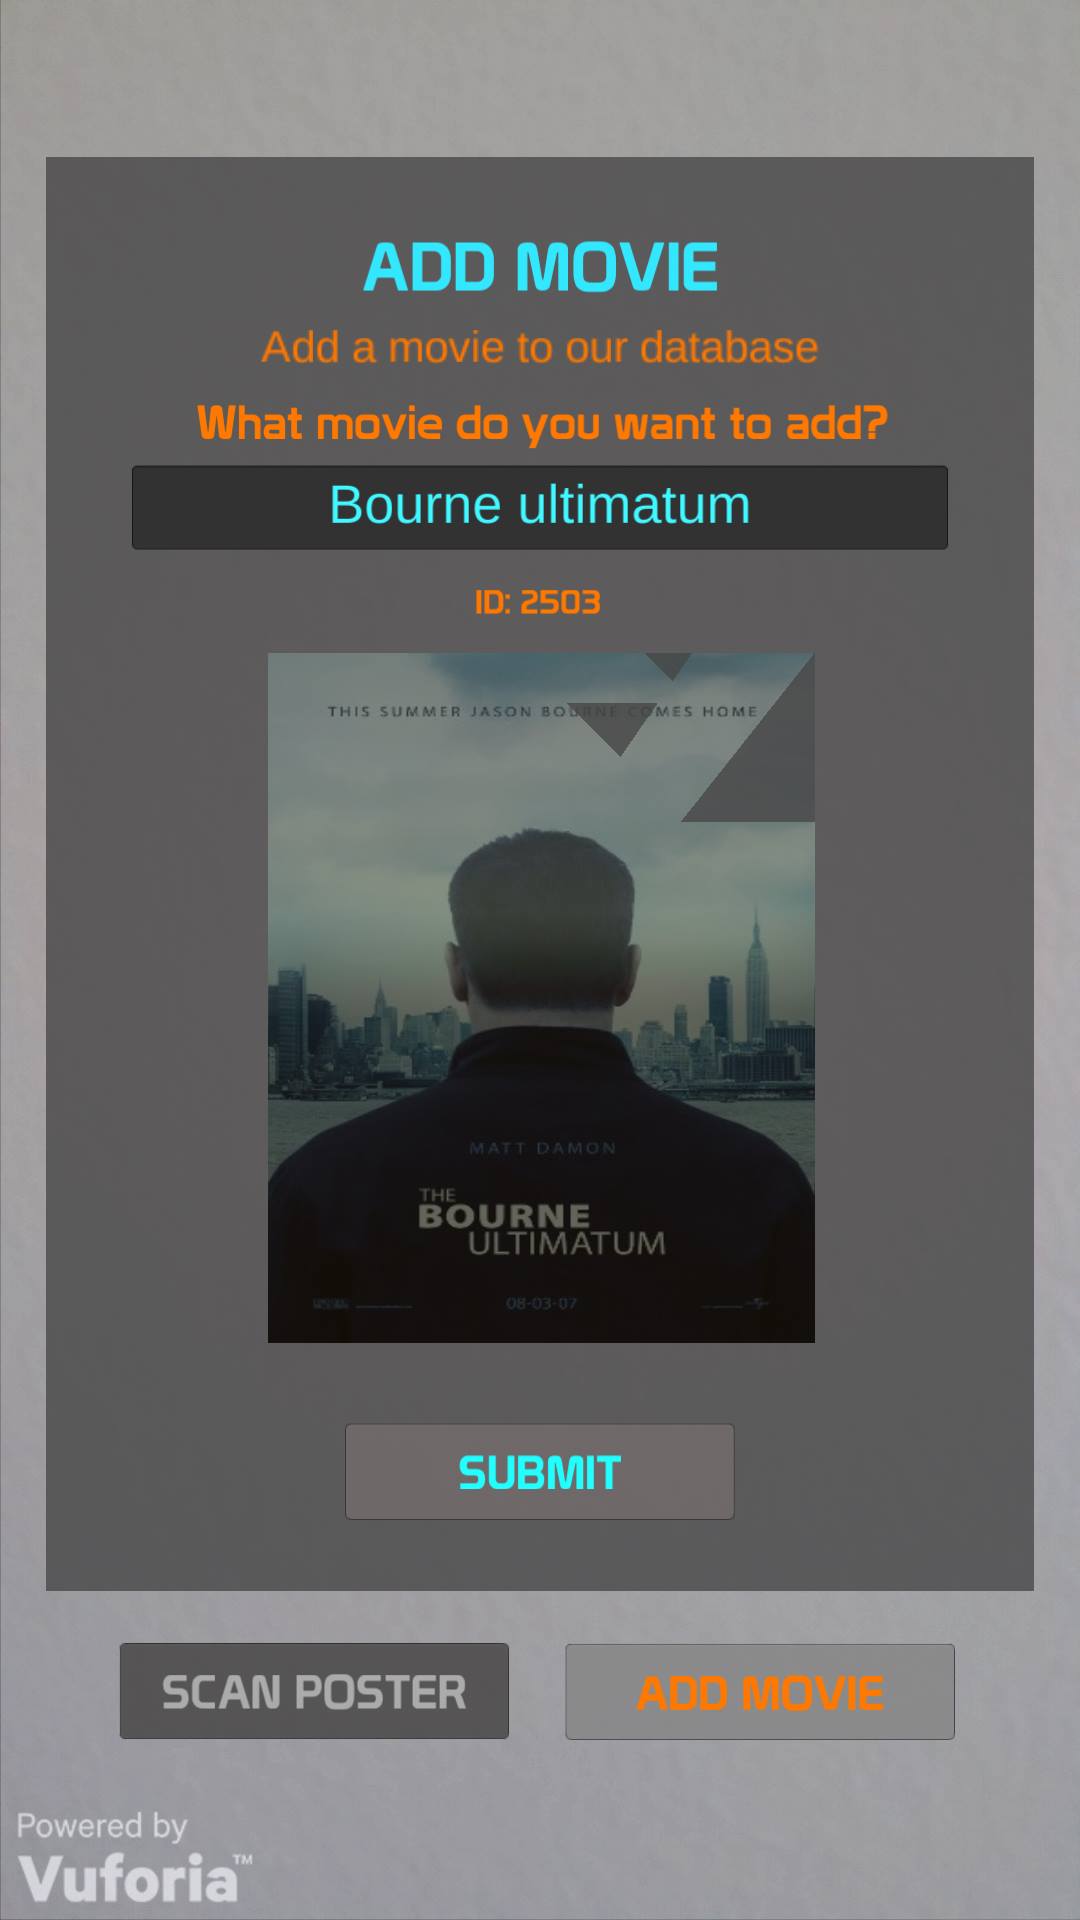 ADD MOVIE
Add a movie to our database
What movie do you want to add?
Bourne ultimatum
ID: 2503
THIS SUMMER JASON BOURNE COMES HOME
MATT DAMON
THE
BOURNE
ULTIMATUM
08-03-07
SUBMIT
SCAN POSTER
ADD MOVIE
Powered by
Vuforia™